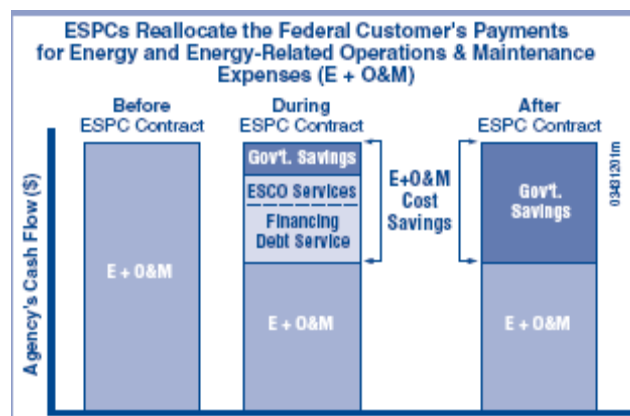 ESPCs Reallocate the Federal Customer's Payments
for Energy and Energy-Related Operations & Maintenance
Expenses (E + O&M)
Before
ESPC Contract
During
ESPC Contract
After
ESPC Contract
Agency's Cash Flow ($)
E + O&M
Gov't. Savings
ESCO Services
Financing
Debt Service
E + O&M
E+O&M
Cost
Savings
Gov't.
Savings
E + O&M
03431201m